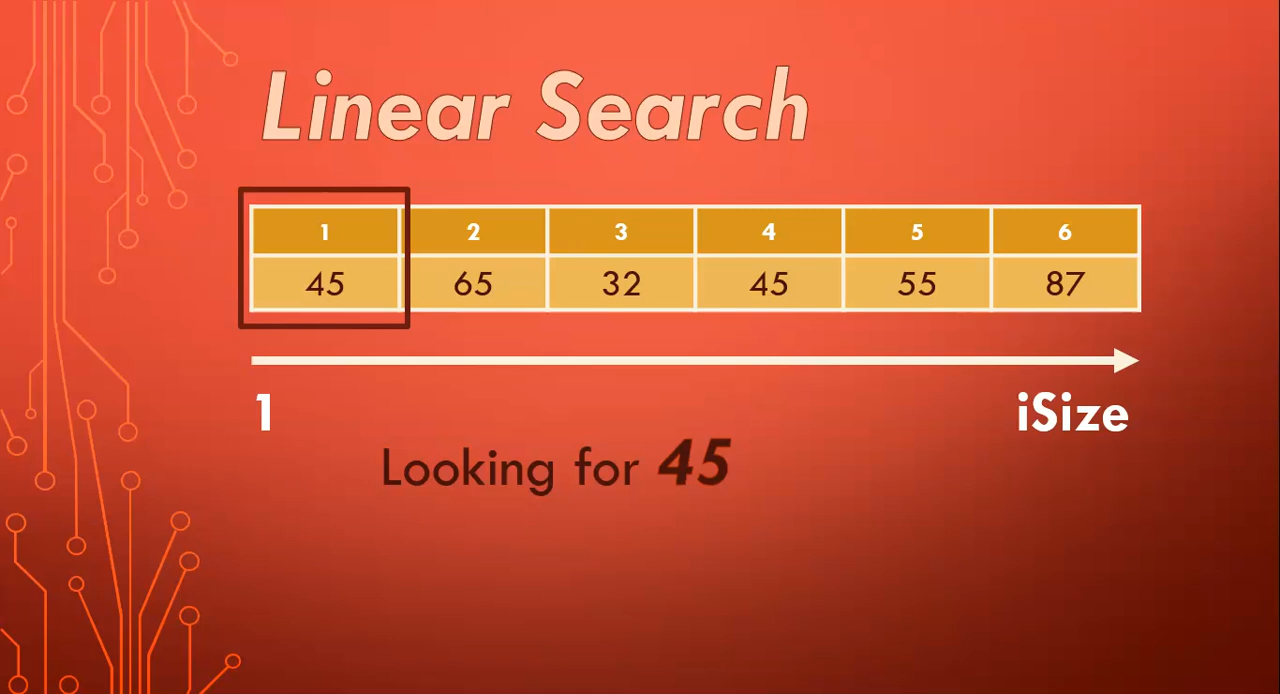 Linear Search
1 2 3 4 5 6
45 65 32 45 55 87
1 iSize
Looking for 45